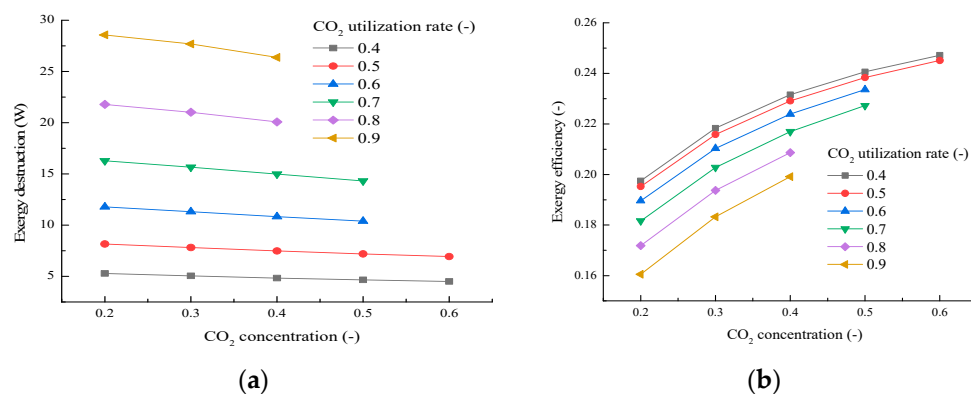 30
25
20
15
10
5
Exergy destruction (W)
CO₂ utilization rate (-)
0.4
0.5
0.6
0.7
0.8
0.9
0.2 0.3 0.4 0.5 0.6
CO₂ concentration (-)
(a)
0.26
0.24
0.22
0.20
0.18
0.16
Exergy efficiency (-)
CO₂ utilization rate (-)
0.4
0.5
0.6
0.7
0.8
0.9
0.2 0.3 0.4 0.5 0.6
CO₂ concentration (-)
(b)